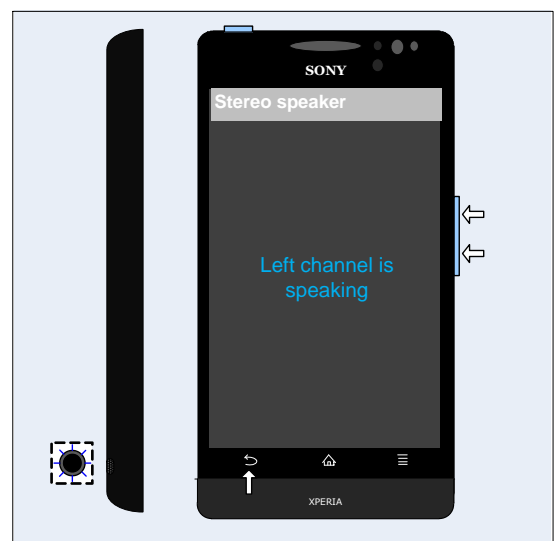 SONY
Stereo speaker
Left channel is
speaking
XPERIA